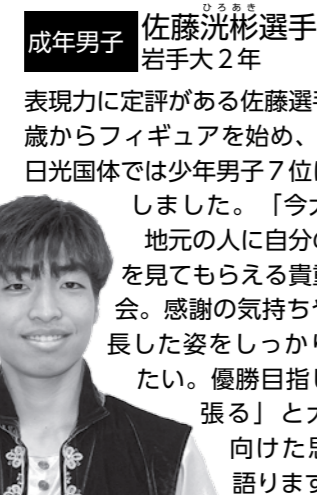 成年男子
ひろあき
佐藤洸彬選手
岩手大２年
表現力に定評がある佐藤選手
歳からフィギュアを始め、
日光国体では少年男子７位に
しました。「今大
地元の人に自分の
を見てもらえる貴重
会。感謝の気持ちや
長した姿をしっかり
たい。優勝目指し
張る」と大
向けた思
語ります